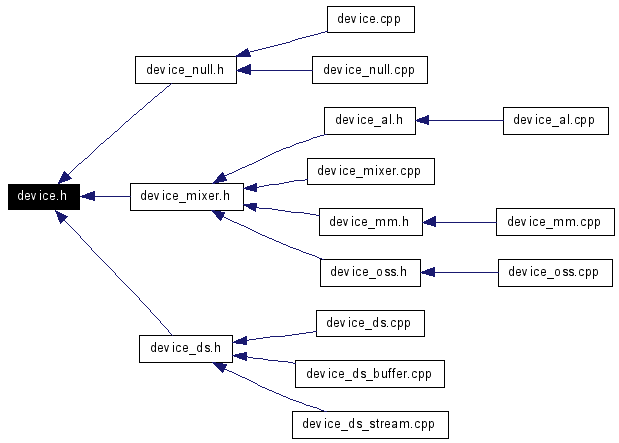 device.cpp
device_null.h
device_null.cpp
device_al.h
device_al.cpp
device_mixer.cpp
device.h
device_mixer.h
device_mm.h
device_mm.cpp
device_oss.h
device_oss.cpp
device_ds.cpp
device_ds.h
device_ds_buffer.cpp
device_ds_stream.cpp